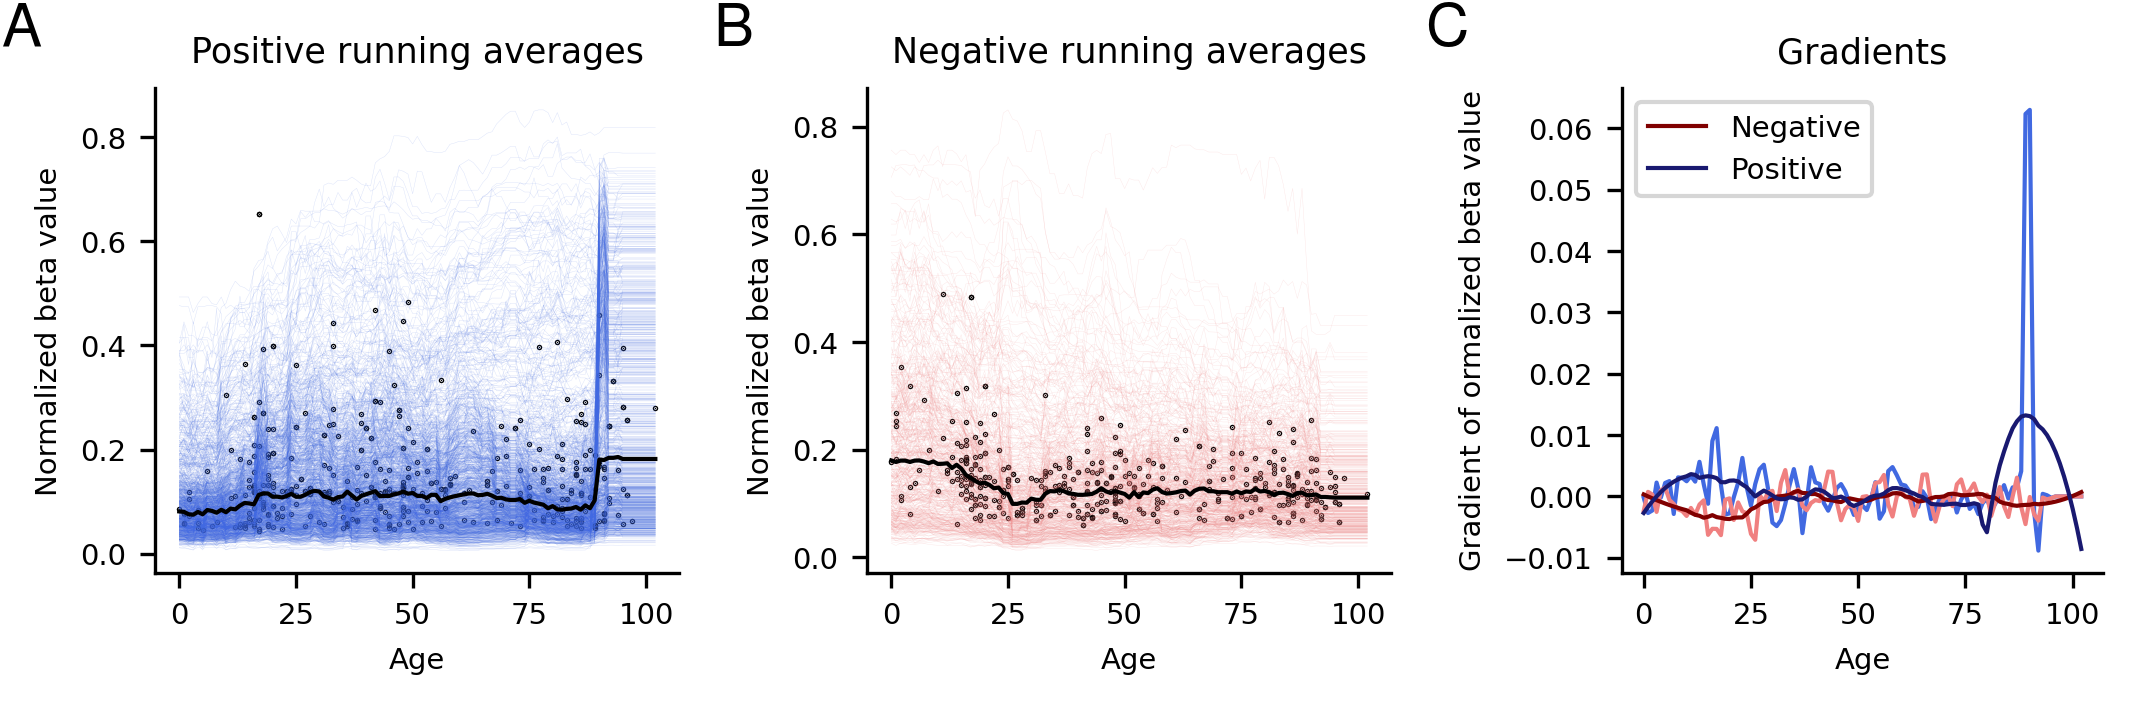 A
Positive running averages
Normalized beta value
0.8
0.6
0.4
0.2
0.0
0 25 50 75 100
Age
B
Negative running averages
Normalized beta value
0.8
0.6
0.4
0.2
0.0
0 25 50 75 100
Age
C
Gradients
Gradient of ormalized beta value
Negative
Positive
0.06
0.05
0.04
0.03
0.02
0.01
0.00
−0.01
0 25 50 75 100
Age